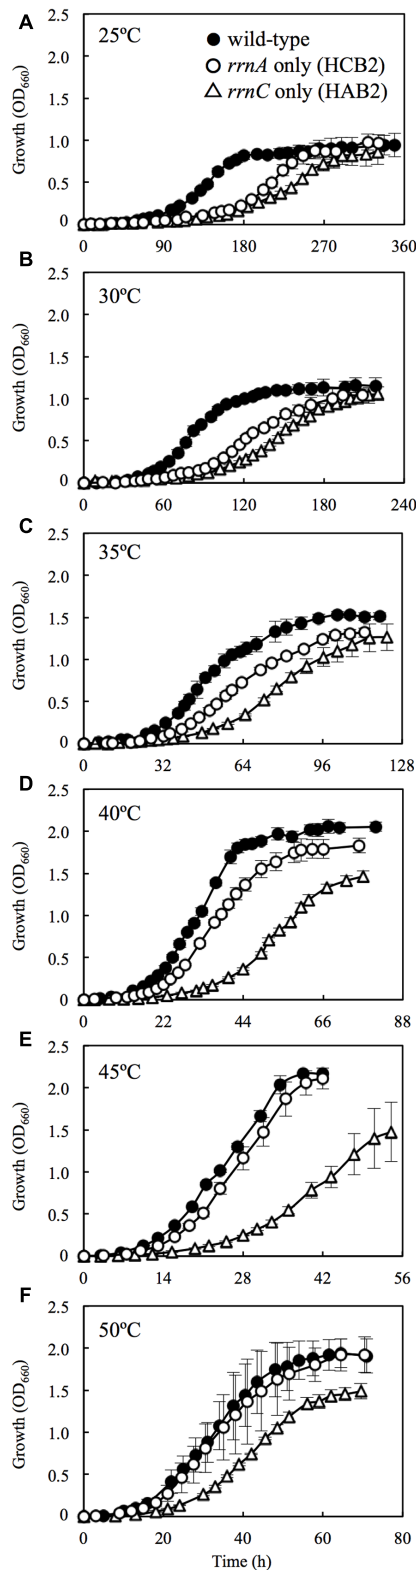 A
25ºC
wild-type
rrnA only (HCB2)
rrnC only (HAB2)
Growth (OD660)
2.5
2.0
1.5
1.0
0.5
0
0 90 180 270 360
B
30ºC
Growth (OD660)
2.5
2.0
1.5
1.0
0.5
0
0 60 120 180 240
C
35ºC
Growth (OD660)
2.5
2.0
1.5
1.0
0.5
0
0 32 64 96 128
D
40ºC
Growth (OD660)
2.5
2.0
1.5
1.0
0.5
0
0 22 44 66 88
E
45ºC
Growth (OD660)
2.5
2.0
1.5
1.0
0.5
0
0 14 28 42 56
F
50ºC
Growth (OD660)
2.5
2.0
1.5
1.0
0.5
0
0 20 40 60 80
Time (h)